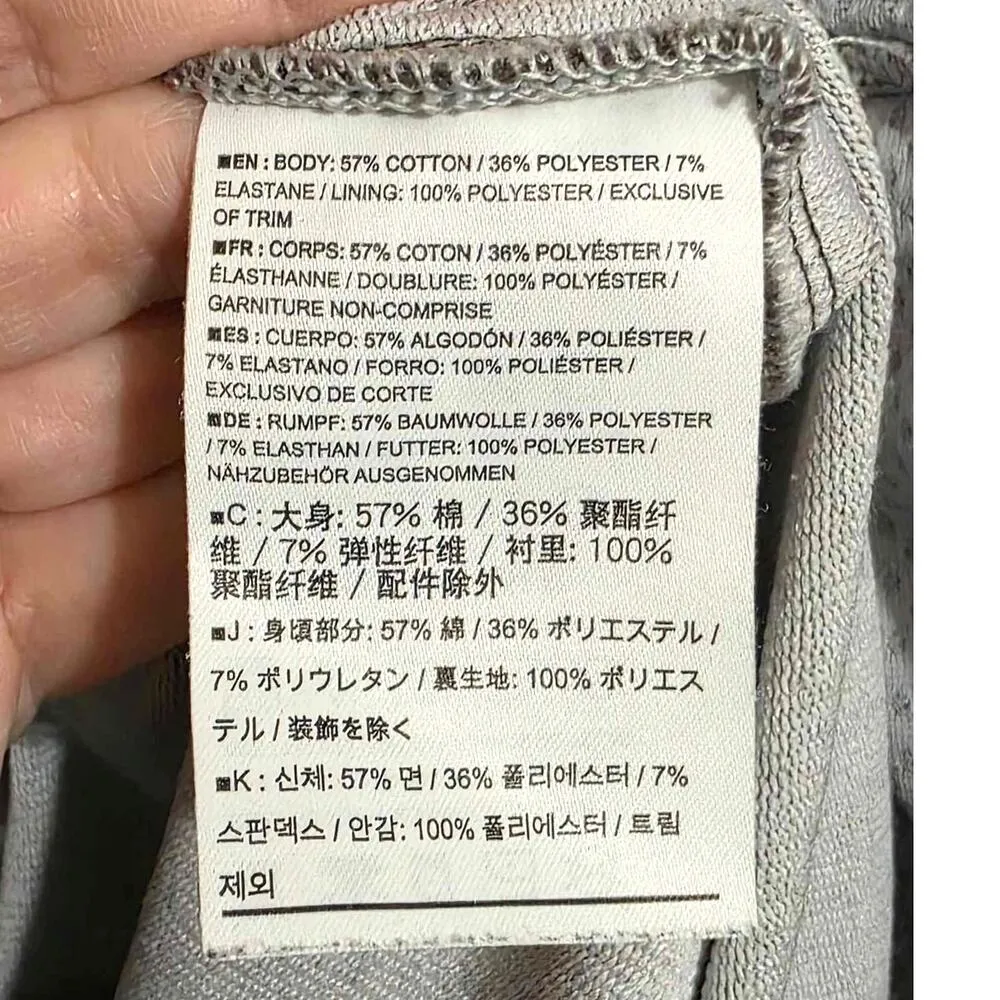 EN : BODY: 57% COTTON / 36% POLYESTER / 7%
ELASTANE / LINING: 100% POLYESTER / EXCLUSIVE
OF TRIM
FR : CORPS: 57% COTON / 36% POLYÉSTER / 7%
ÉLASTHANNE / DOUBLURE: 100% POLYÉSTER /
GARNITURE NON-COMPRISE
ES : CUERPO: 57% ALGODÓN / 36% POLIÉSTER /
7% ELASTANO / FORRO: 100% POLIÉSTER /
EXCLUSIVO DE CORTE
DE : RUMPF: 57% BAUMWOLLE / 36% POLYESTER
/ 7% ELASTHAN / FUTTER: 100% POLYESTER /
NÄHZUBEHÖR AUSGENOMMEN
C : 大身: 57% 棉 / 36% 聚酯纤
维 / 7% 弹性纤维 / 衬里: 100%
聚酯纤维 / 配件除外
J : 身頃部分: 57% 綿 / 36% ポリエステル /
7% ポリウレタン / 裏生地: 100% ポリエス
テル / 装飾を除く
K : 신체: 57% 면 / 36% 폴리에스터 / 7%
스판덱스 / 안감: 100% 폴리에스터 / 트림
제외